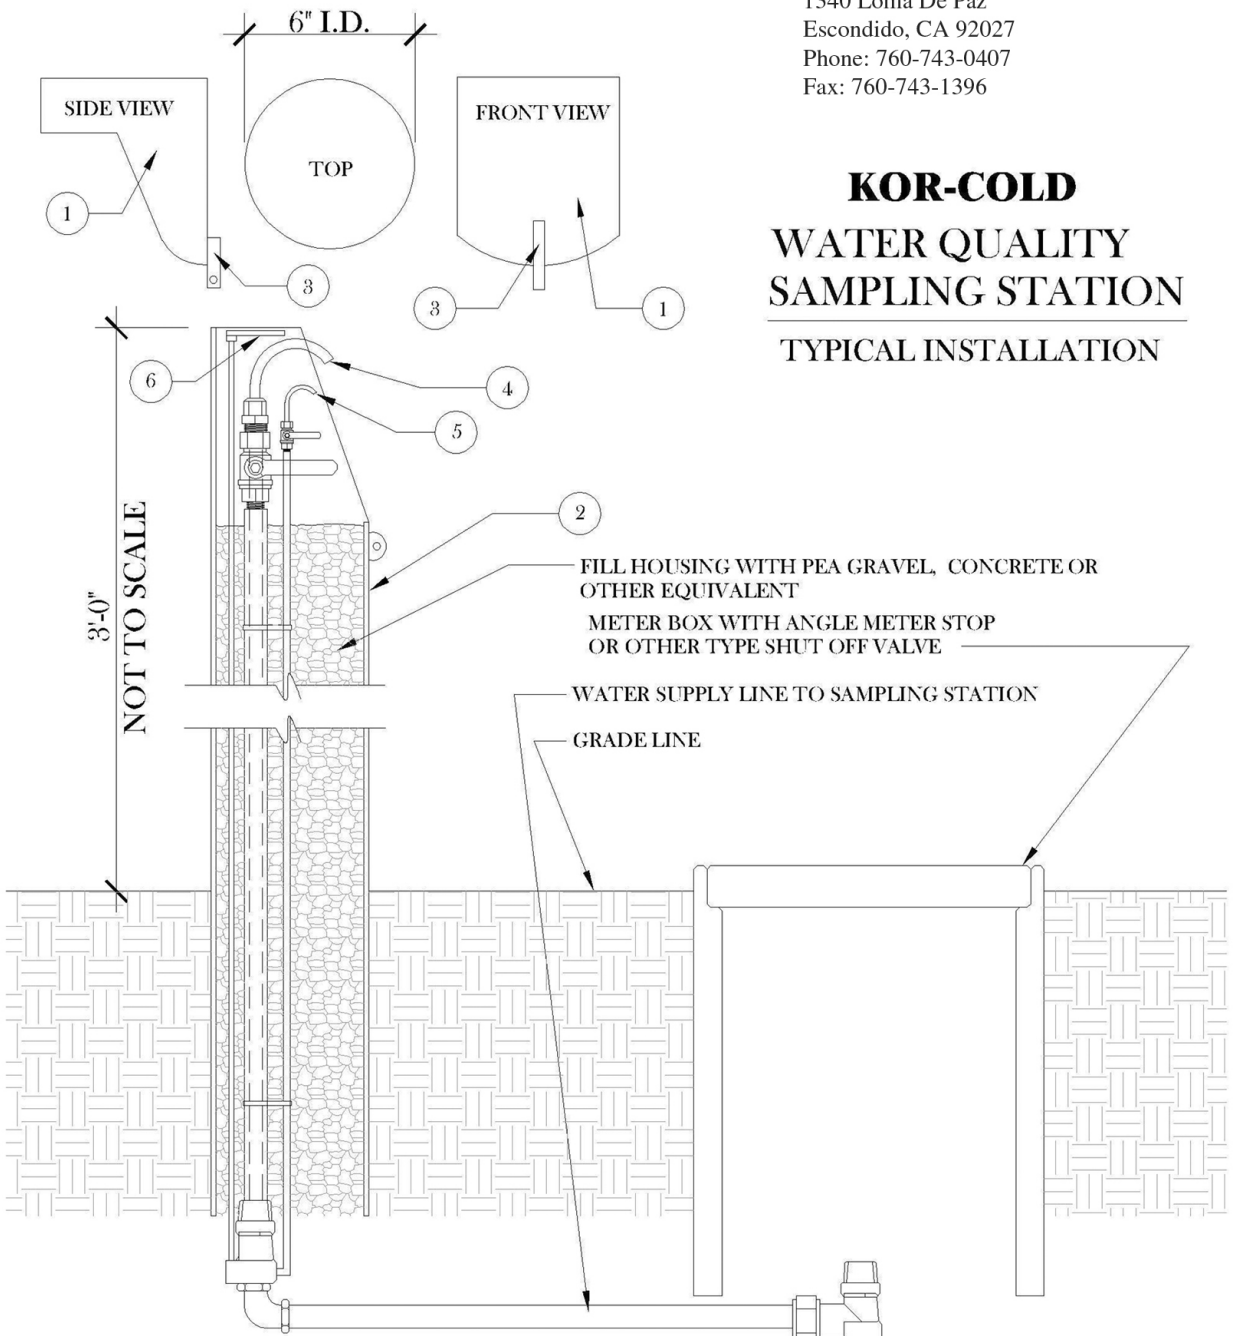 1340 Loma De Paz
Escondido, CA 92027
Phone: 760-743-0407
Fax: 760-743-1396
6" I.D.
SIDE VIEW
TOP
FRONT VIEW
1
3
3
1
KOR-COLD
WATER QUALITY
SAMPLING STATION
TYPICAL INSTALLATION
6
4
5
2
3'-0"
NOT TO SCALE
FILL HOUSING WITH PEA GRAVEL, CONCRETE OR
OTHER EQUIVALENT
METER BOX WITH ANGLE METER STOP
OR OTHER TYPE SHUT OFF VALVE
WATER SUPPLY LINE TO SAMPLING STATION
GRADE LINE